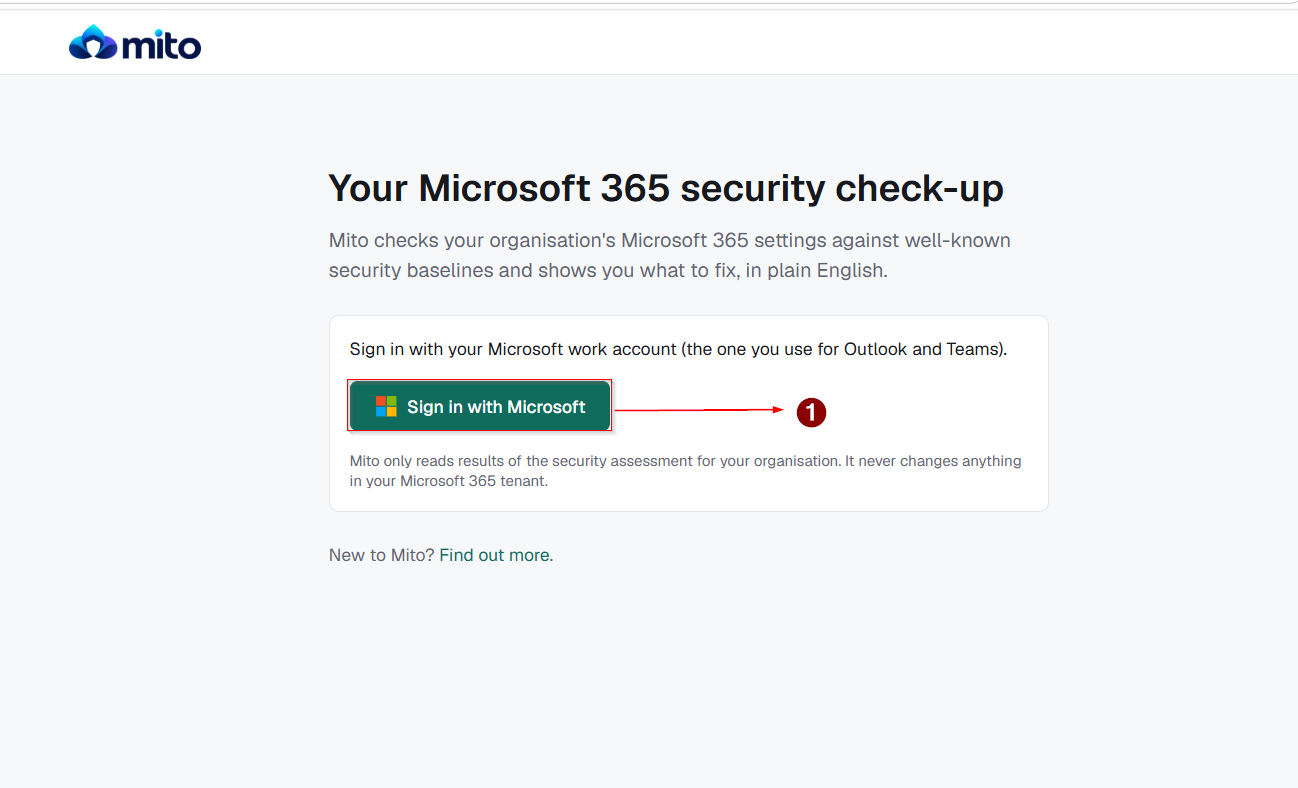 mito
Your Microsoft 365 security check-up
Mito checks your organisation's Microsoft 365 settings against well-known
security baselines and shows you what to fix, in plain English.
Sign in with your Microsoft work account (the one you use for Outlook and Teams).
Sign in with Microsoft
1
Mito only reads results of the security assessment for your organisation. It never changes anything
in your Microsoft 365 tenant.
New to Mito? Find out more.